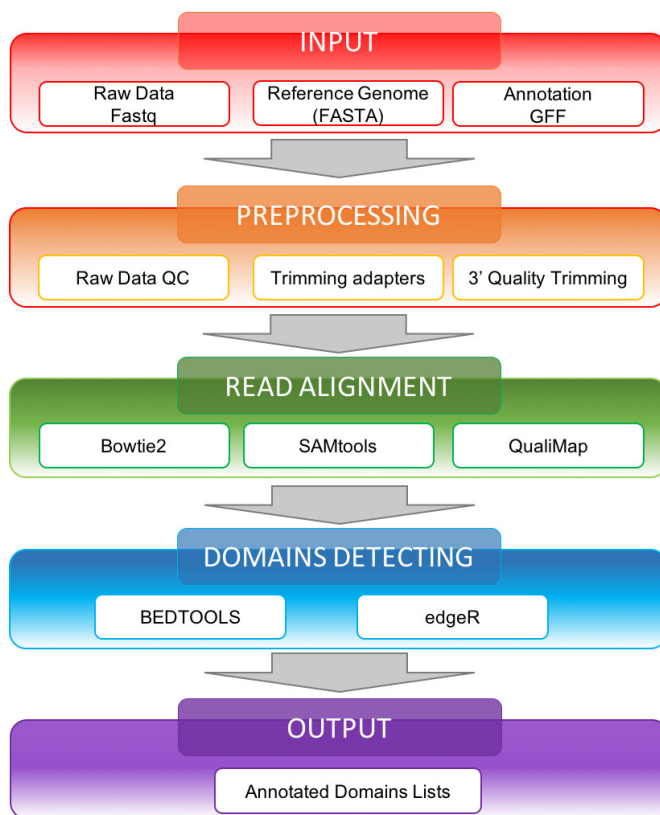 INPUT
Raw Data
Fastq
Reference Genome
(FASTA)
Annotation
GFF
PREPROCESSING
Raw Data QC
Trimming adapters
3' Quality Trimming
READ ALIGNMENT
Bowtie2
SAMtools
QualiMap
DOMAINS DETECTING
BEDTOOLS
edgeR
OUTPUT
Annotated Domains Lists